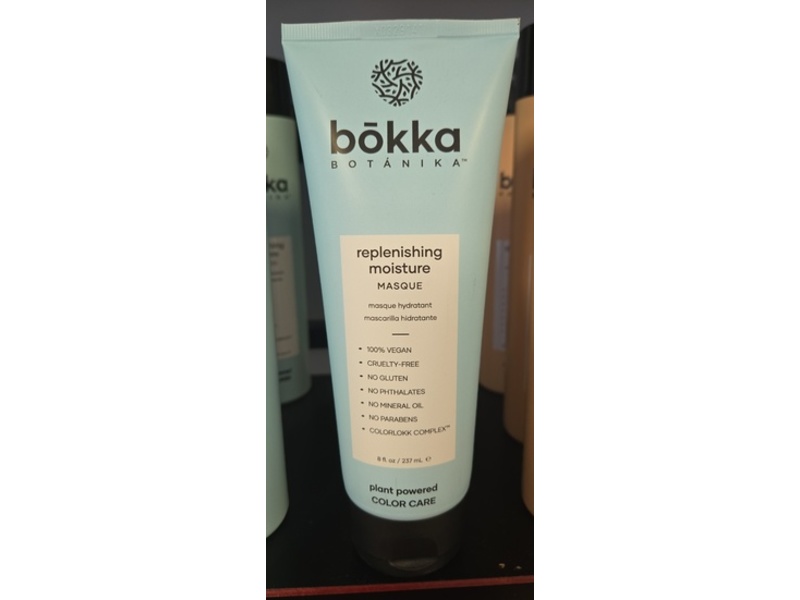 bōkka
BOTÁNIKA™
replenishing
moisture
MASQUE
masque hydratant
mascarilla hidratante
• 100% VEGAN
• CRUELTY-FREE
• NO GLUTEN
• NO PHTHALATES
• NO MINERAL OIL
• NO PARABENS
• COLORLOKK COMPLEX™
8 fl. oz / 237 mL ℮
plant powered
COLOR CARE
ka